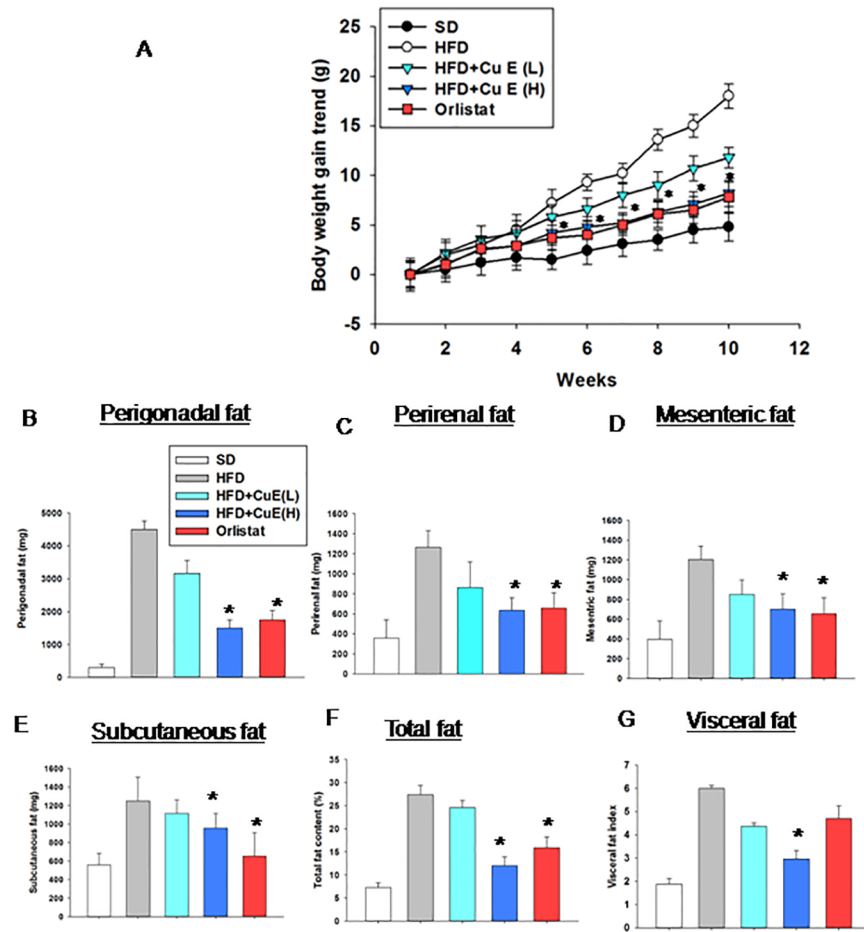 A
SD
HFD
HFD+Cu E (L)
HFD+Cu E (H)
Orlistat
Body weight gain trend (g)
25
20
15
10
5
0
-5
* * * * * *
0 2 4 6 8 10 12
Weeks
B Perigonadal fat
SD
HFD
HFD+CuE(L)
HFD+CuE(H)
Orlistat
Perigonadal fat (mg)
5000
4000
3000
2000
1000
0
* *
C Perirenal fat
Perirenal fat (mg)
1600
1400
1200
1000
800
600
400
200
0
* *
D Mesenteric fat
Mesentric fat (mg)
1600
1400
1200
1000
800
600
400
200
0
* *
E Subcutaneous fat
Subcutaneous fat (mg)
1600
1400
1200
1000
800
600
400
200
0
* *
F Total fat
Total fat content (%)
35
30
25
20
15
10
5
0
* *
G Visceral fat
Visceral fat index
7
6
5
4
3
2
1
0
*